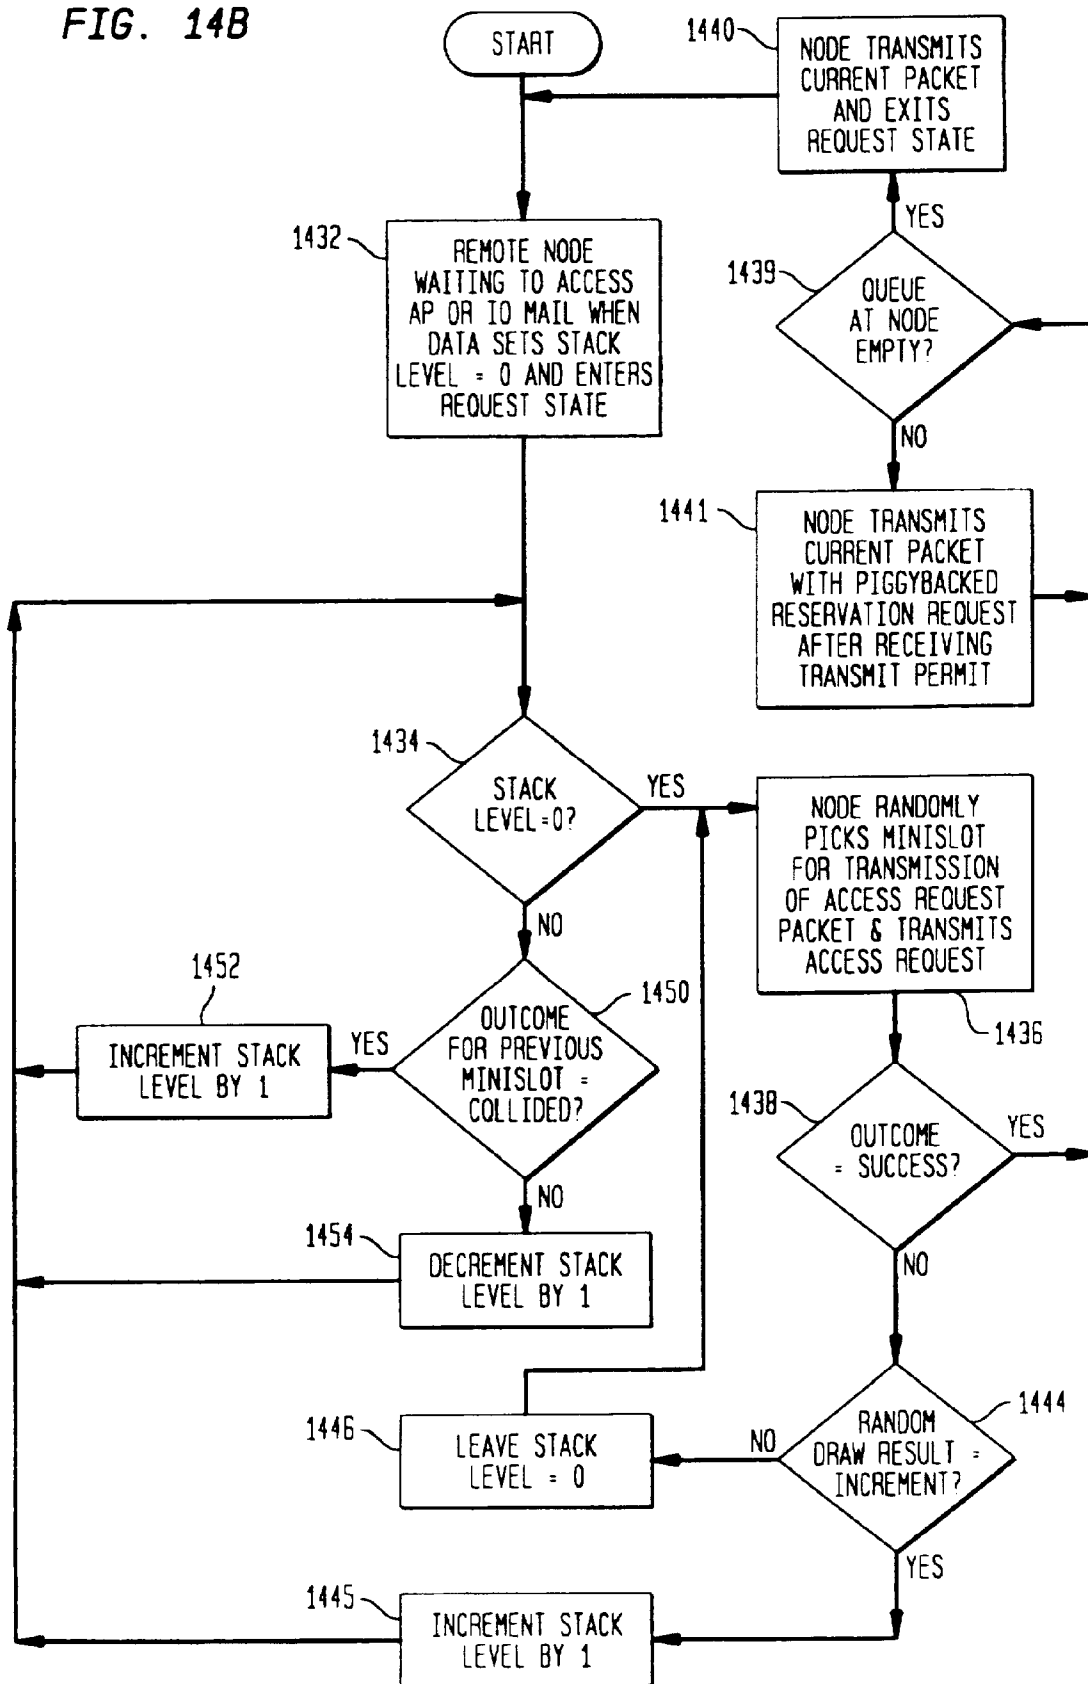 FIG. 14B
START
1440
NODE TRANSMITS
CURRENT PACKET
AND EXITS
REQUEST STATE
YES
1432
REMOTE NODE
WAITING TO ACCESS
AP OR IO MAIL WHEN
DATA SETS STACK
LEVEL = 0 AND ENTERS
REQUEST STATE
1439
QUEUE
AT NODE
EMPTY?
NO
1441
NODE TRANSMITS
CURRENT PACKET
WITH PIGGYBACKED
RESERVATION REQUEST
AFTER RECEIVING
TRANSMIT PERMIT
1434
STACK
LEVEL=0?
YES
NO
NODE RANDOMLY
PICKS MINISLOT
FOR TRANSMISSION
OF ACCESS REQUEST
PACKET & TRANSMITS
ACCESS REQUEST
1436
1452
INCREMENT STACK
LEVEL BY 1
YES
1450
OUTCOME
FOR PREVIOUS
MINISLOT =
COLLIDED?
NO
1438
OUTCOME
= SUCCESS?
YES
NO
1454
DECREMENT STACK
LEVEL BY 1
1446
LEAVE STACK
LEVEL = 0
NO
1444
RANDOM
DRAW RESULT =
INCREMENT?
YES
1445
INCREMENT STACK
LEVEL BY 1